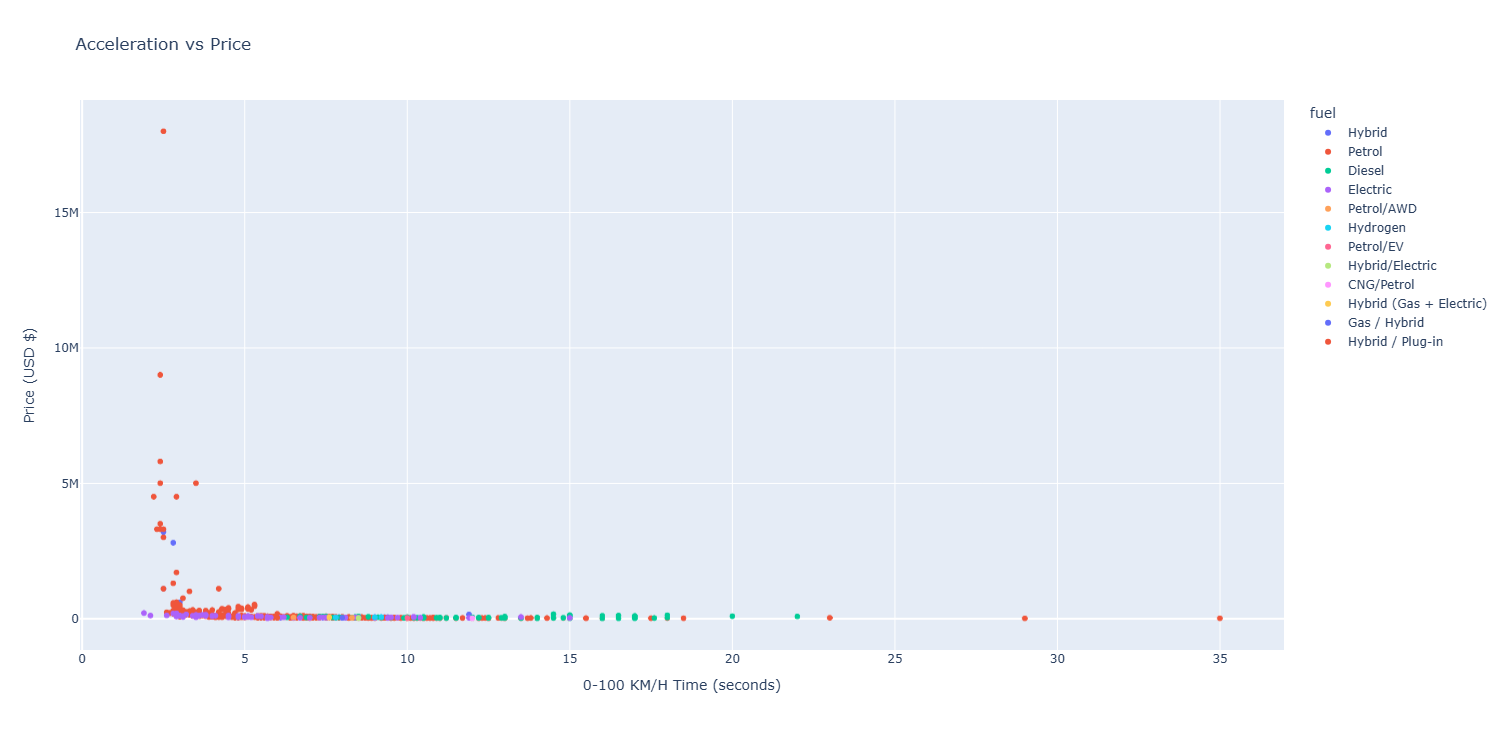 Acceleration vs Price
fuel
Hybrid
Petrol
Diesel
Electric
Petrol/AWD
Hydrogen
Petrol/EV
Hybrid/Electric
CNG/Petrol
Hybrid (Gas + Electric)
Gas / Hybrid
Hybrid / Plug-in
Price (USD $)
15M
10M
5M
0
0 5 10 15 20 25 30 35
0-100 KM/H Time (seconds)